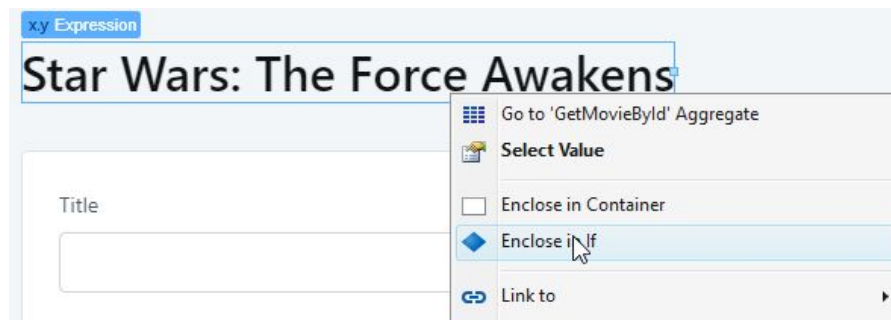 x.y Expression
Star Wars: The Force Awakens
Go to 'GetMovieById' Aggregate
Select Value
Title
Enclose in Container
Enclose in If
Link to